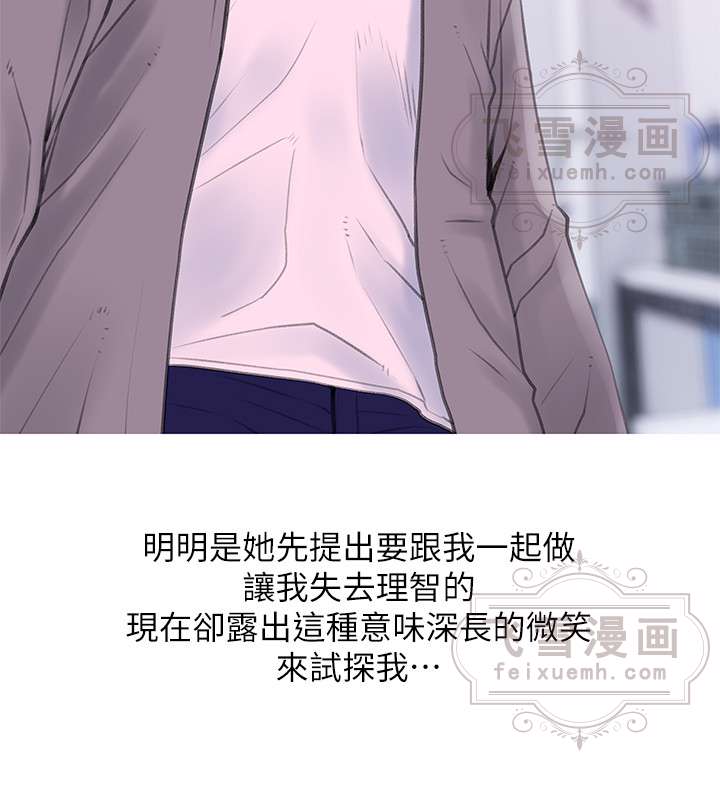 飞雪漫画
feixuemh.com
明明是她先提出要跟我一起做
讓我失去理智的
現在卻露出這種意味深長的微笑
來試探我⋯
飞雪漫画
feixuemh.com